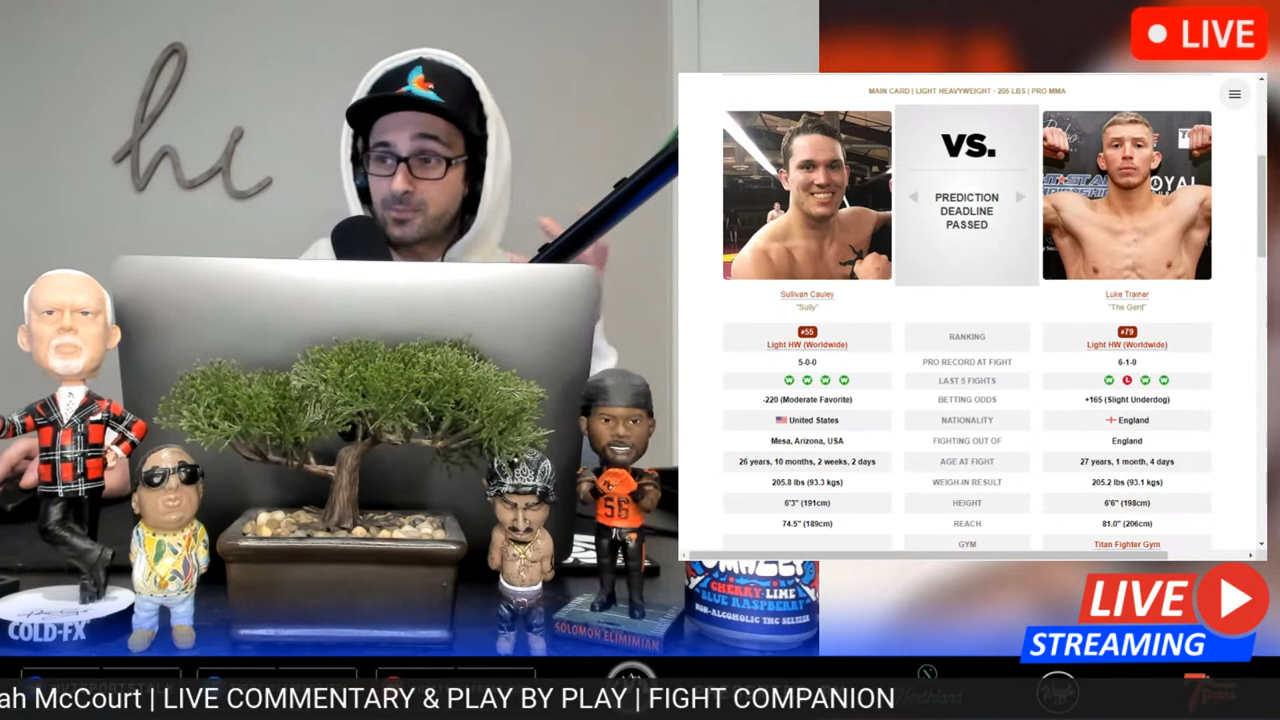 hi
LIVE
MAIN CARD | LIGHT HEAVYWEIGHT - 205 LBS | PRO MMA
VS.
PREDICTION
DEADLINE
PASSED
ROYAL
Sullivan Cauley
"Sully"
Luke Trainer
"The Gent"
#55
Light HW (Worldwide)
RANKING
#79
Light HW (Worldwide)
5-0-0
PRO RECORD AT FIGHT
6-1-0
W W W W
LAST 5 FIGHTS
W L W W
-220 (Moderate Favorite)
BETTING ODDS
+165 (Slight Underdog)
United States
NATIONALITY
England
Mesa, Arizona, USA
FIGHTING OUT OF
England
26 years, 10 months, 2 weeks, 2 days
AGE AT FIGHT
27 years, 1 month, 4 days
205.8 lbs (93.3 kgs)
WEIGH-IN RESULT
205.2 lbs (93.1 kgs)
6'3" (191cm)
HEIGHT
6'6" (198cm)
74.5" (189cm)
REACH
81.0" (206cm)
GYM
Titan Fighter Gym
56
COLD-FX
SOLOMON ELIMIMIAN
CHERRY-LIME
BLUE RASPBERRY
NON-ALCOHOLIC THC SELTZER
LIVE
STREAMING
ah McCourt | LIVE COMMENTARY & PLAY BY PLAY | FIGHT COMPANION